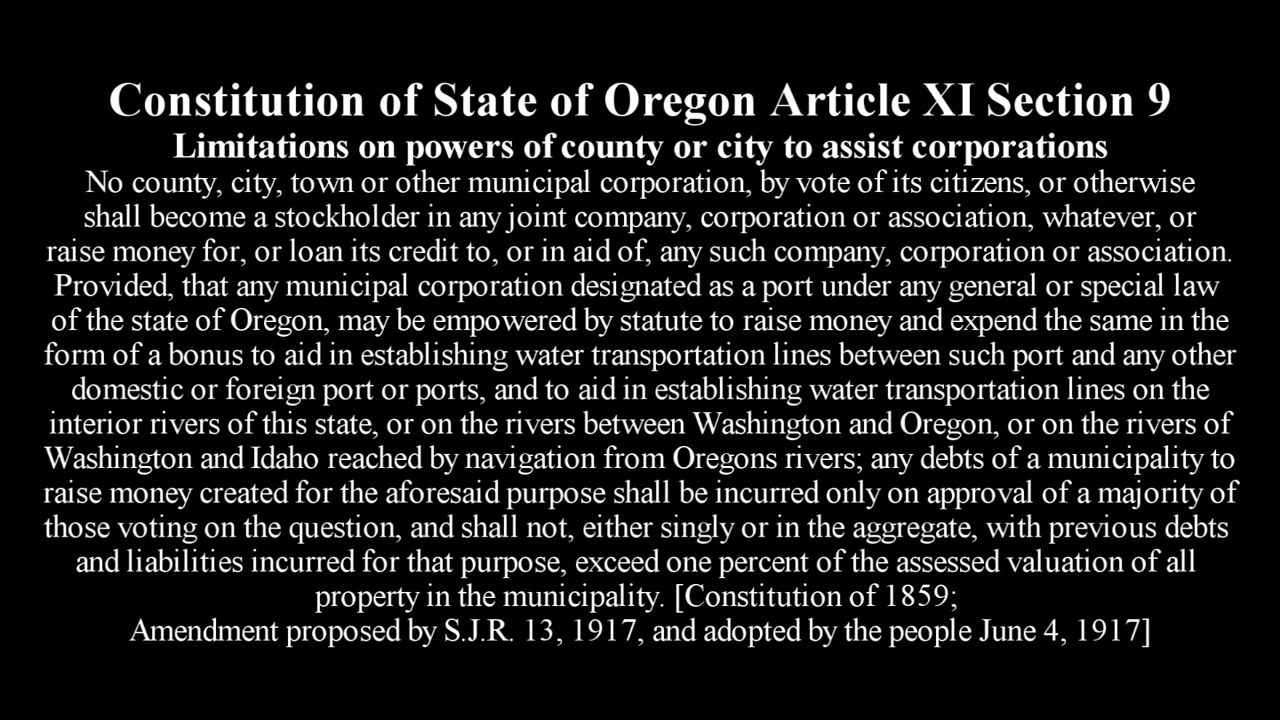 Constitution of State of Oregon Article XI Section 9
Limitations on powers of county or city to assist corporations
No county, city, town or other municipal corporation, by vote of its citizens, or otherwise
shall become a stockholder in any joint company, corporation or association, whatever, or
raise money for, or loan its credit to, or in aid of, any such company, corporation or association.
Provided, that any municipal corporation designated as a port under any general or special law
of the state of Oregon, may be empowered by statute to raise money and expend the same in the
form of a bonus to aid in establishing water transportation lines between such port and any other
domestic or foreign port or ports, and to aid in establishing water transportation lines on the
interior rivers of this state, or on the rivers between Washington and Oregon, or on the rivers of
Washington and Idaho reached by navigation from Oregons rivers; any debts of a municipality to
raise money created for the aforesaid purpose shall be incurred only on approval of a majority of
those voting on the question, and shall not, either singly or in the aggregate, with previous debts
and liabilities incurred for that purpose, exceed one percent of the assessed valuation of all
property in the municipality. [Constitution of 1859;
Amendment proposed by S.J.R. 13, 1917, and adopted by the people June 4, 1917]